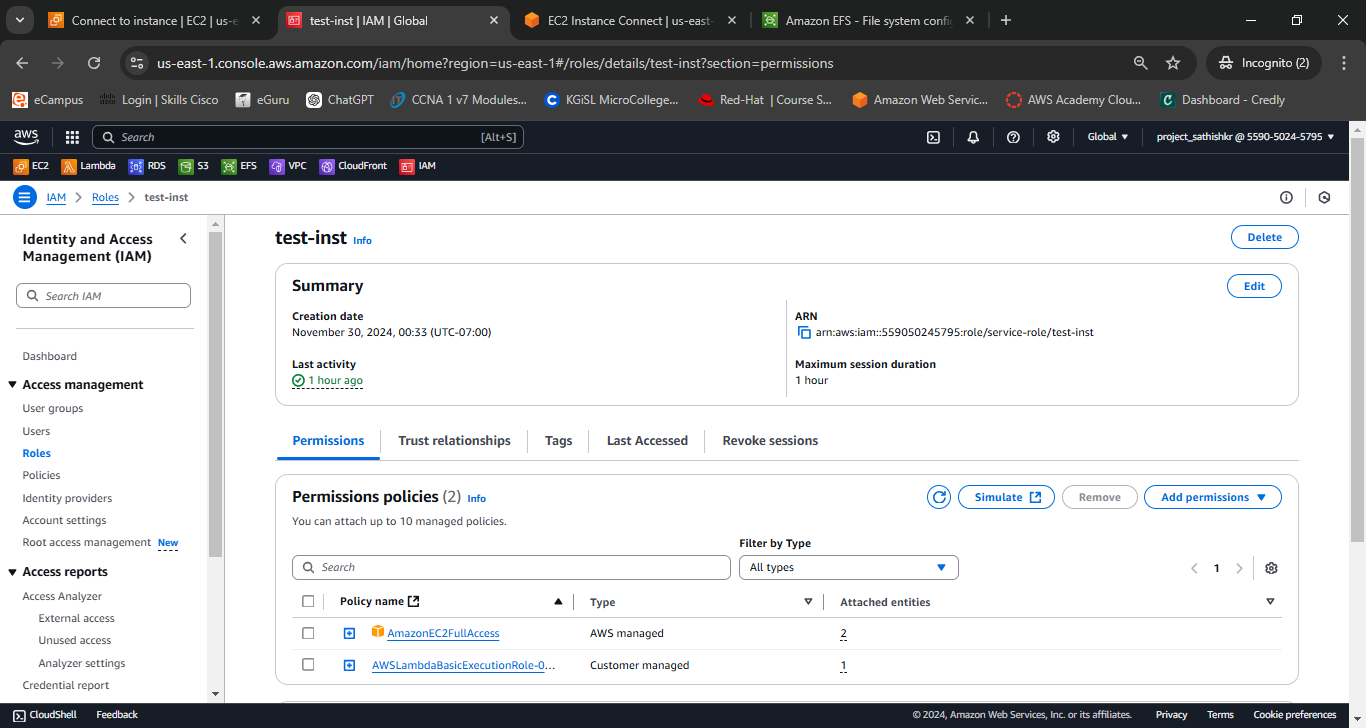 Connect to instance | EC2 | us-e
test-inst | IAM | Global
EC2 Instance Connect | us-east-
Amazon EFS - File system confi
us-east-1.console.aws.amazon.com/iam/home?region=us-east-1#/roles/details/test-inst?section=permissions
Incognito (2)
eCampus
Login | Skills Cisco
eGuru
ChatGPT
CCNA 1 v7 Modules...
KGiSL MicroCollege...
Red-Hat | Course S...
Amazon Web Servic...
AWS Academy Clou...
Dashboard - Credly
aws
Search
[Alt+S]
Global
project_sathishkr @ 5590-5024-5795
EC2
Lambda
RDS
S3
EFS
VPC
CloudFront
IAM
IAM
Roles
test-inst
Identity and Access
Management (IAM)
Search IAM
Dashboard
Access management
User groups
Users
Roles
Policies
Identity providers
Account settings
Root access management New
Access reports
Access Analyzer
External access
Unused access
Analyzer settings
Credential report
test-inst Info
Delete
Summary
Edit
Creation date
November 30, 2024, 00:33 (UTC-07:00)
ARN
arn:aws:iam::559050245795:role/service-role/test-inst
Last activity
1 hour ago
Maximum session duration
1 hour
Permissions
Trust relationships
Tags
Last Accessed
Revoke sessions
Permissions policies (2) Info
You can attach up to 10 managed policies.
Simulate
Remove
Add permissions
Filter by Type
Search
All types
1
Policy name
Type
Attached entities
AmazonEC2FullAccess
AWS managed
2
AWSLambdaBasicExecutionRole-0...
Customer managed
1
CloudShell
Feedback
© 2024, Amazon Web Services, Inc. or its affiliates.
Privacy
Terms
Cookie preferences